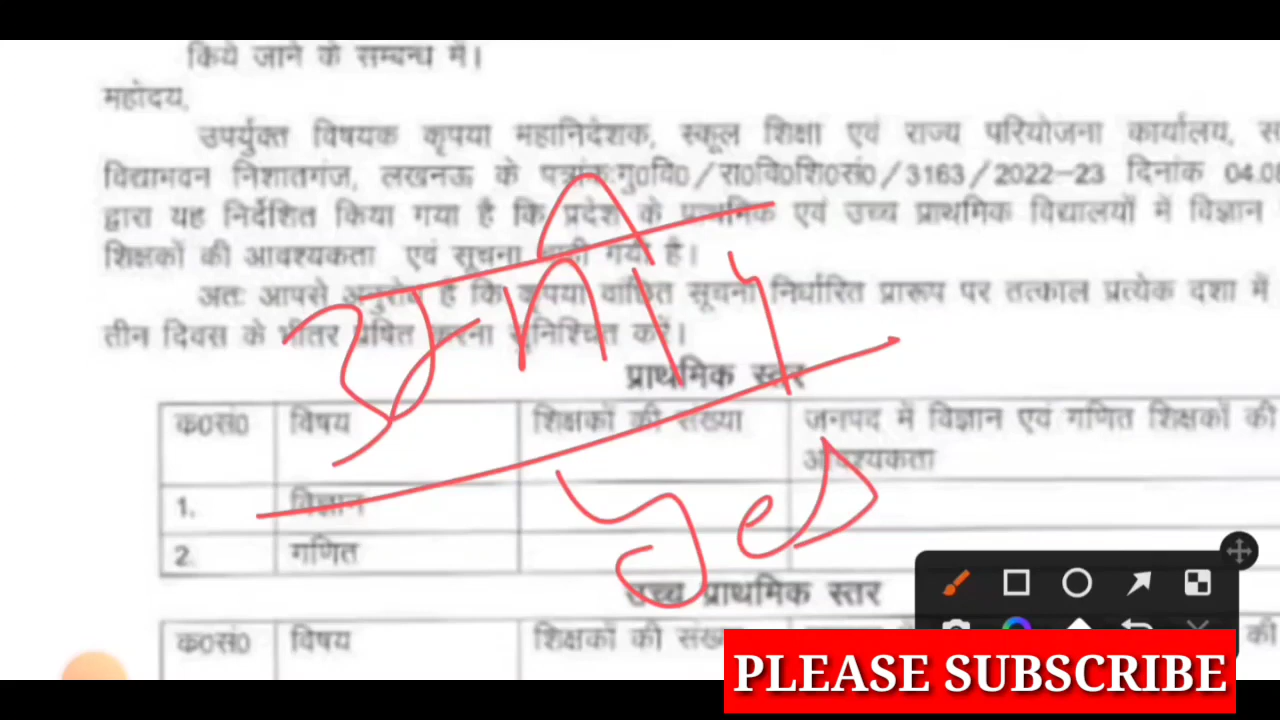 किये जाने के सम्बन्ध में।
महोदय,
उपर्युक्त विषयक कृपया महानिदेशक, स्कूल शिक्षा एवं राज्य परियोजना कार्यालय,
विद्याभवन निशातगंज, लखनऊ के पत्रांक:गु0वि0/रा0वि0शि0सं0/3163/2022-23 दिनांक 04.08
द्वारा यह निर्देशित किया गया है कि प्रदेश के प्राथमिक एवं उच्च प्राथमिक विद्यालयों में विज्ञान
शिक्षकों की आवश्यकता एवं सूचना चाही गयी है।
अतः आपसे अनुरोध है कि कृपया वांछित सूचना निर्धारित प्रारूप पर तत्काल प्रत्येक दशा में
तीन दिवस के भीतर प्रेषित करना सुनिश्चित करें।
प्राथमिक स्तर
क0सं0 विषय शिक्षकों की संख्या जनपद में विज्ञान एवं गणित शिक्षकों की
आवश्यकता
1. विज्ञान
2. गणित
yes
उच्च प्राथमिक स्तर
क0सं0 विषय शिक्षकों की की
PLEASE SUBSCRIBE